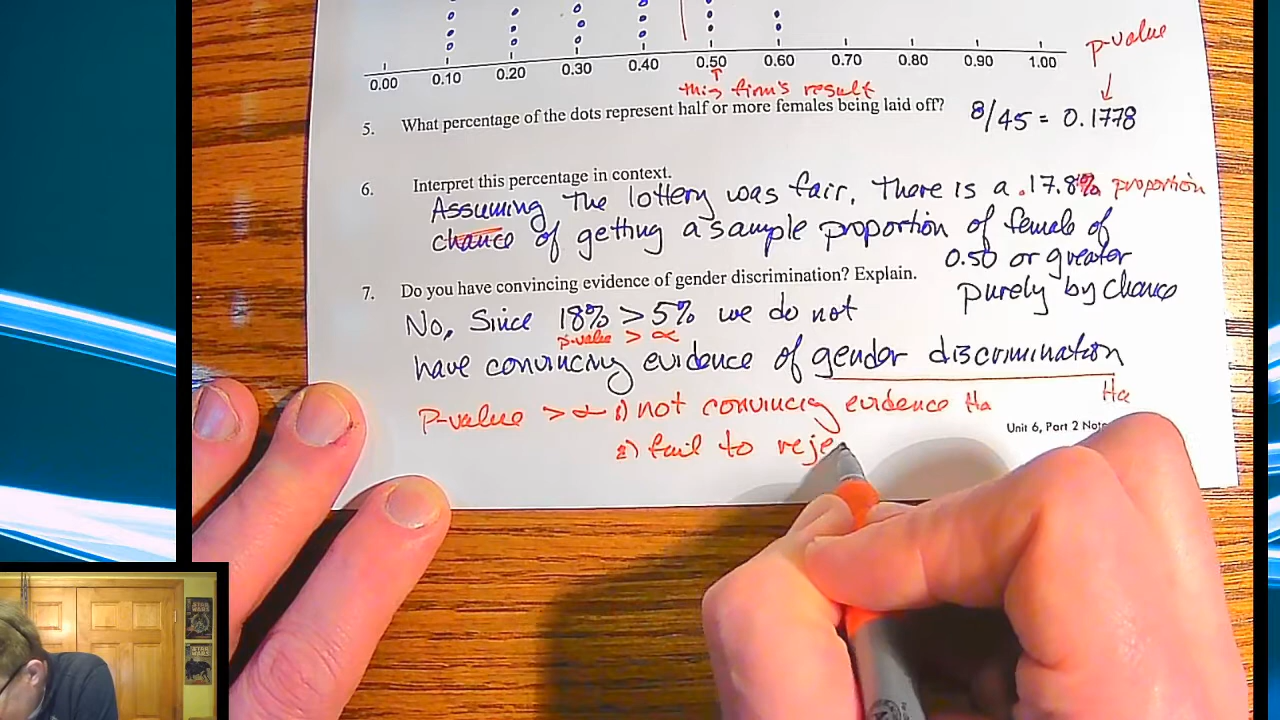 p-value
0.00 0.10 0.20 0.30 0.40 0.50 0.60 0.70 0.80 0.90 1.00
this firm's result
5. What percentage of the dots represent half or more females being laid off? 8/45 = 0.1778
6. Interpret this percentage in context.
Assuming the lottery was fair, there is a .17.8% proportion
chance of getting a sample proportion of female of
0.50 or greater
purely by chance
7. Do you have convincing evidence of gender discrimination? Explain.
No, Since 18% > 5% we do not
p-value > α
have convincing evidence of gender discrimination
Ha
P-value > α 1) not convincing evidence Ha
2) fail to reje
Unit 6, Part 2 Note
STAR WARS
STAR WARS